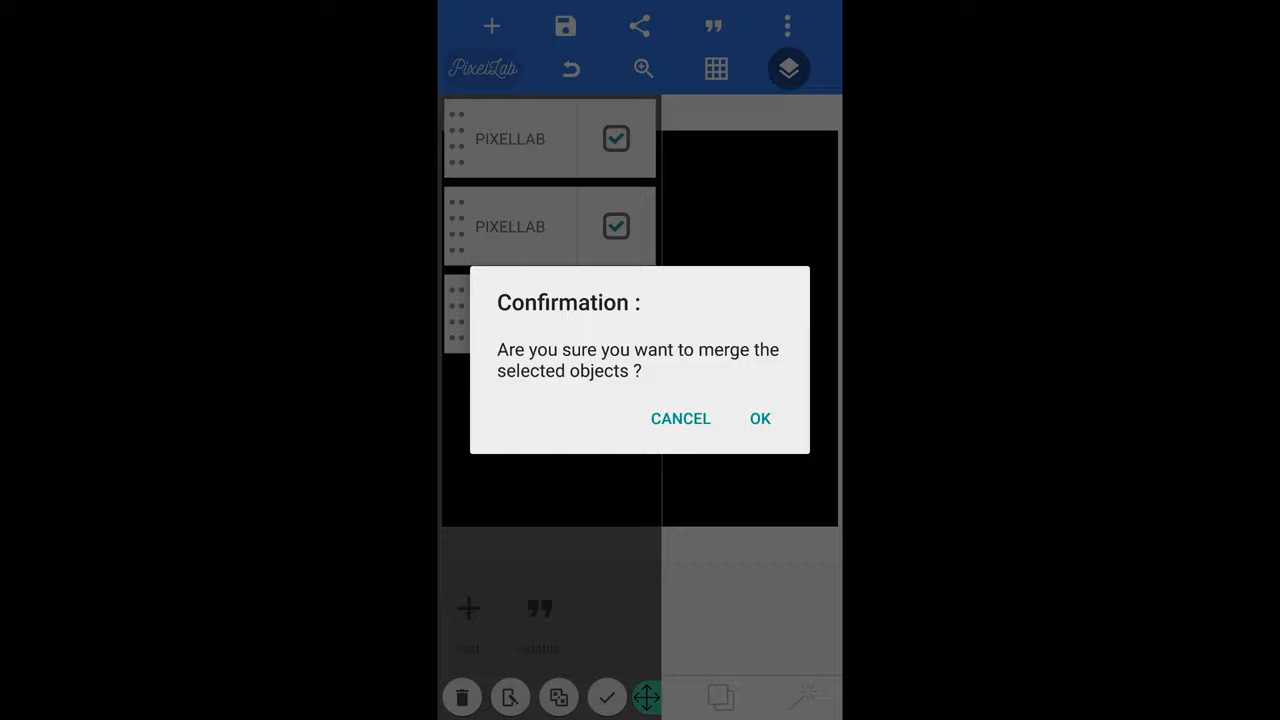 PixelLab
PIXELLAB
PIXELLAB
Confirmation :
Are you sure you want to merge the
selected objects ?
CANCEL OK